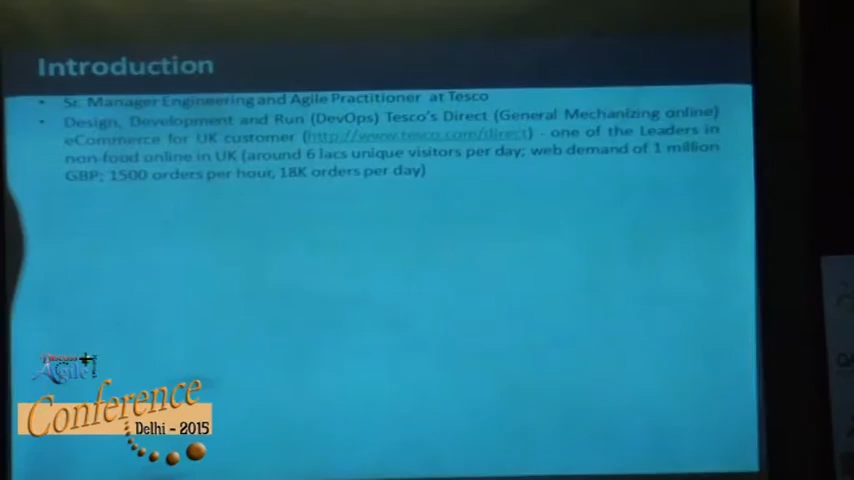 Introduction
• Sr. Manager Engineering and Agile Practitioner at Tesco
• Design, Development and Run (DevOps) Tesco's Direct (General Mechanizing online)
eCommerce for UK customer (http://www.tesco.com/direct) - one of the Leaders in
non-food online in UK (around 6 lacs unique visitors per day; web demand of 1 million
GBP; 1500 orders per hour, 18K orders per day)
Agile
Conference
Delhi - 2015